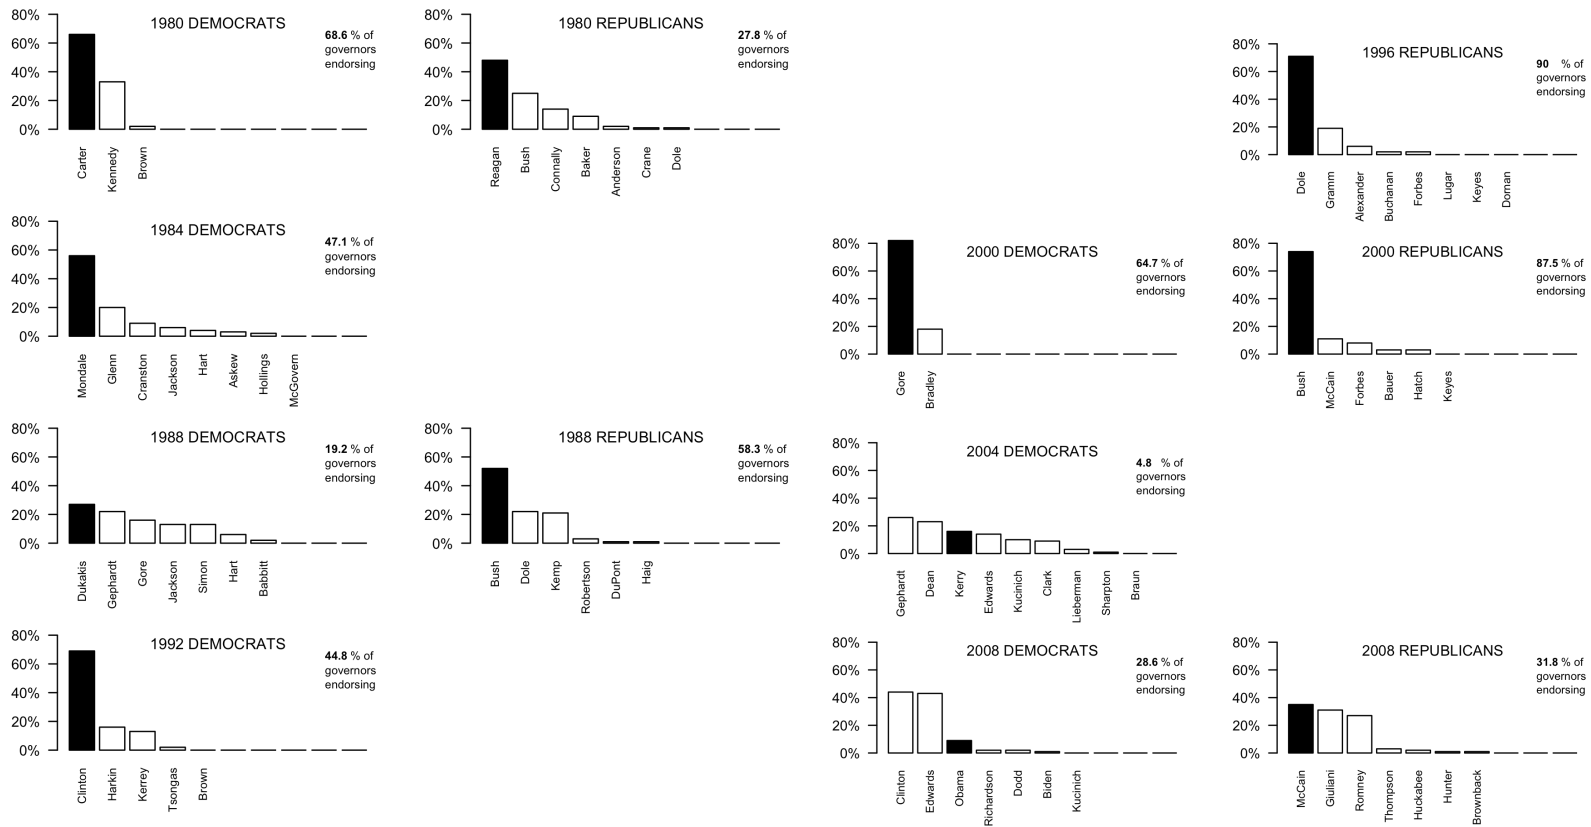 1980 DEMOCRATS
68.6 % of
governors
endorsing
80%
60%
40%
20%
0%
Carter
Kennedy
Brown
1980 REPUBLICANS
27.8 % of
governors
endorsing
80%
60%
40%
20%
0%
Reagan
Bush
Connally
Baker
Anderson
Crane
Dole
1996 REPUBLICANS
90 % of
governors
endorsing
80%
60%
40%
20%
0%
Dole
Gramm
Alexander
Buchanan
Forbes
Lugar
Keyes
Dornan
1984 DEMOCRATS
47.1 % of
governors
endorsing
80%
60%
40%
20%
0%
Mondale
Glenn
Cranston
Jackson
Hart
Askew
Hollings
McGovern
2000 DEMOCRATS
64.7 % of
governors
endorsing
80%
60%
40%
20%
0%
Gore
Bradley
2000 REPUBLICANS
87.5 % of
governors
endorsing
80%
60%
40%
20%
0%
Bush
McCain
Forbes
Bauer
Hatch
Keyes
1988 DEMOCRATS
19.2 % of
governors
endorsing
80%
60%
40%
20%
0%
Dukakis
Gephardt
Gore
Jackson
Simon
Hart
Babbitt
1988 REPUBLICANS
58.3 % of
governors
endorsing
80%
60%
40%
20%
0%
Bush
Dole
Kemp
Robertson
DuPont
Haig
2004 DEMOCRATS
4.8 % of
governors
endorsing
80%
60%
40%
20%
0%
Gephardt
Dean
Kerry
Edwards
Kucinich
Clark
Lieberman
Sharpton
Braun
1992 DEMOCRATS
44.8 % of
governors
endorsing
80%
60%
40%
20%
0%
Clinton
Harkin
Kerrey
Tsongas
Brown
2008 DEMOCRATS
28.6 % of
governors
endorsing
80%
60%
40%
20%
0%
Clinton
Edwards
Obama
Richardson
Dodd
Biden
Kucinich
2008 REPUBLICANS
31.8 % of
governors
endorsing
80%
60%
40%
20%
0%
McCain
Giuliani
Romney
Thompson
Huckabee
Hunter
Brownback